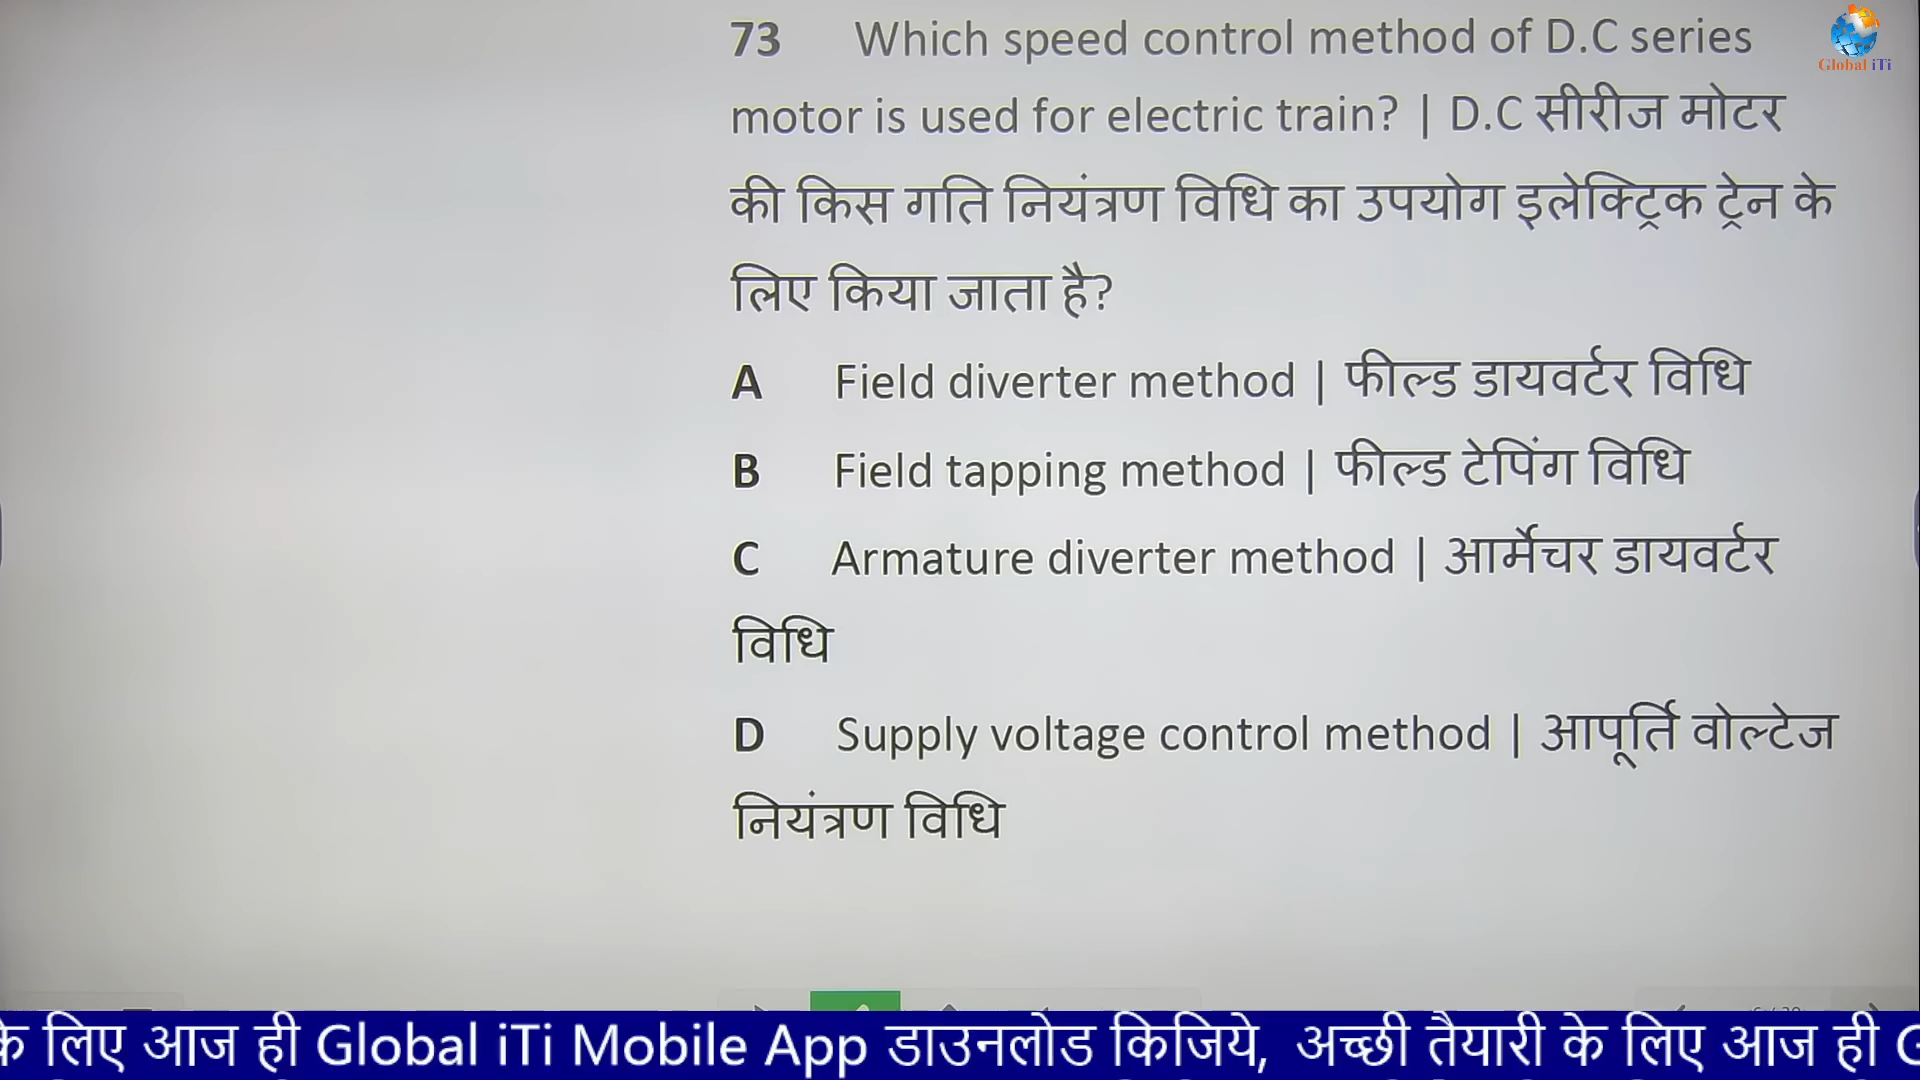 73 Which speed control method of D.C series
Global iTi
motor is used for electric train? | D.C सीरीज मोटर
की किस गति नियंत्रण विधि का उपयोग इलेक्ट्रिक ट्रेन के
लिए किया जाता है?
A Field diverter method | फील्ड डायवर्टर विधि
B Field tapping method | फील्ड टेपिंग विधि
C Armature diverter method | आर्मेचर डायवर्टर
विधि
D Supply voltage control method | आपूर्ति वोल्टेज
नियंत्रण विधि
के लिए आज ही Global iTi Mobile App डाउनलोड किजिये, अच्छी तैयारी के लिए आज ही G